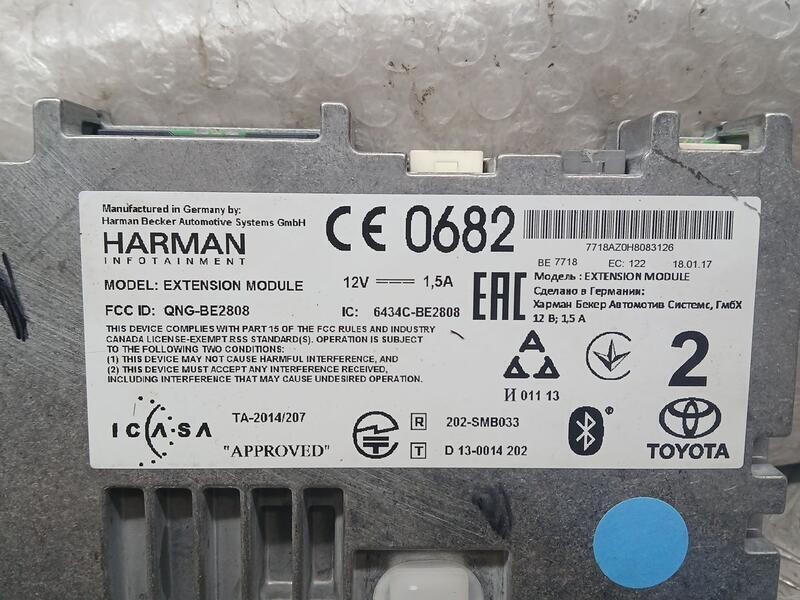 Manufactured in Germany by:
Harman Becker Automotive Systems GmbH
HARMAN
INFOTAINMENT
MODEL: EXTENSION MODULE
FCC ID: QNG-BE2808
CE 0682
12V 1,5A
IC: 6434C-BE2808
7718AZ0H8083126
BE 7718 EC: 122 18.01.17
EAC
Модель : EXTENSION MODULE
Сделано в Германии:
Харман Бекер Аутомотив Системс, ГмбХ
12 В; 1,5 А
THIS DEVICE COMPLIES WITH PART 15 OF THE FCC RULES AND INDUSTRY
CANADA LICENSE-EXEMPT RSS STANDARD(S). OPERATION IS SUBJECT
TO THE FOLLOWING TWO CONDITIONS:
(1) THIS DEVICE MAY NOT CAUSE HARMFUL INTERFERENCE, AND
(2) THIS DEVICE MUST ACCEPT ANY INTERFERENCE RECEIVED,
INCLUDING INTERFERENCE THAT MAY CAUSE UNDESIRED OPERATION.
И 011 13
2
ICASA
TA-2014/207
"APPROVED"
R 202-SMB033
T D 13-0014 202
®
TOYOTA